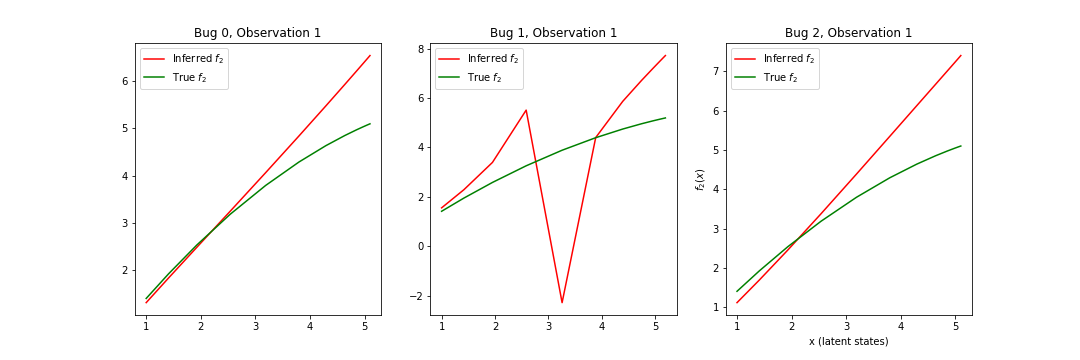 Bug 0, Observation 1
Inferred f₂
True f₂
6
5
4
3
2
1 2 3 4 5
Bug 1, Observation 1
Inferred f₂
True f₂
8
6
4
2
0
−2
1 2 3 4 5
Bug 2, Observation 1
Inferred f₂
True f₂
7
6
5
4
3
2
1
f₂(x)
1 2 3 4 5
x (latent states)